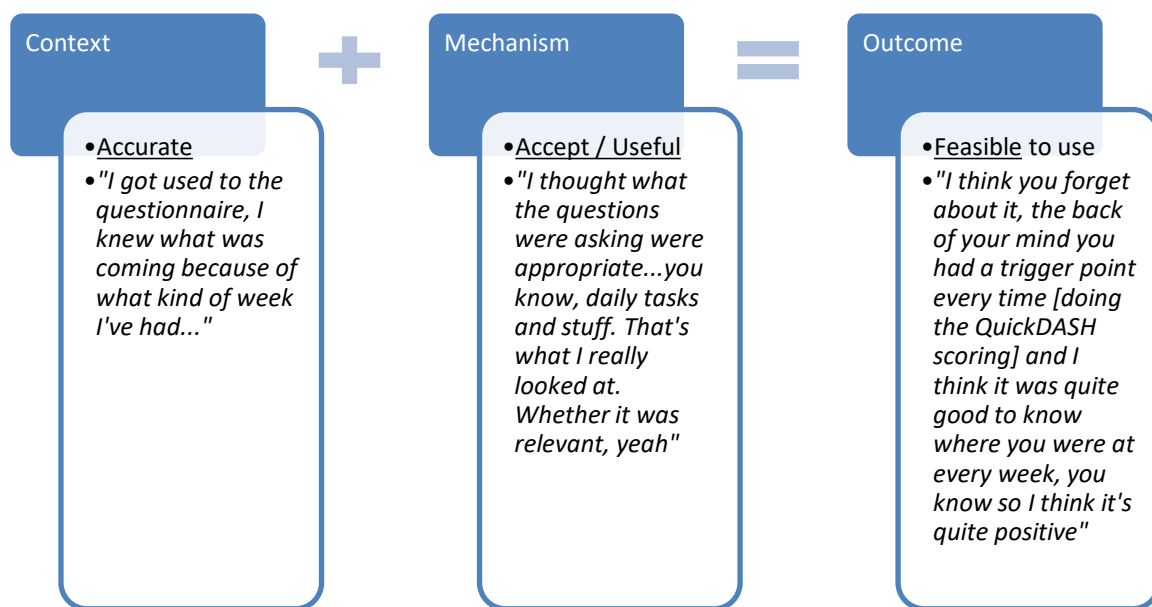 Context
•Accurate
•"I got used to the
questionnaire, I
knew what was
coming because of
what kind of week
I've had..."
+
Mechanism
•Accept / Useful
•"I thought what
the questions
were asking were
appropriate...you
know, daily tasks
and stuff. That's
what I really
looked at.
Whether it was
relevant, yeah"
=
Outcome
•Feasible to use
•"I think you forget
about it, the back
of your mind you
had a trigger point
every time [doing
the QuickDASH
scoring] and I
think it was quite
good to know
where you were at
every week, you
know so I think it's
quite positive"